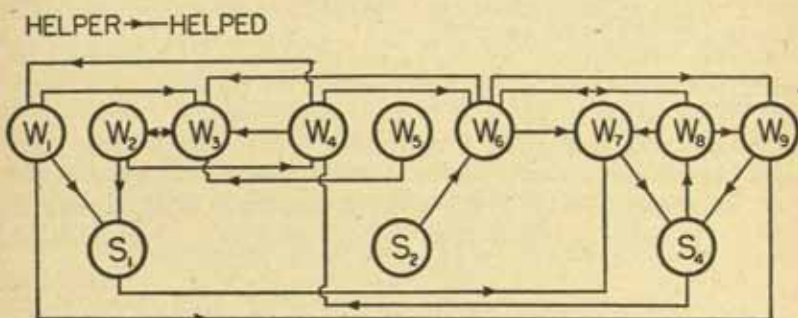 HELPER HELPED
W₁ W₂ W₃ W₄ W₅ W₆ W₇ W₈ W₉
S₁ S₂ S₄